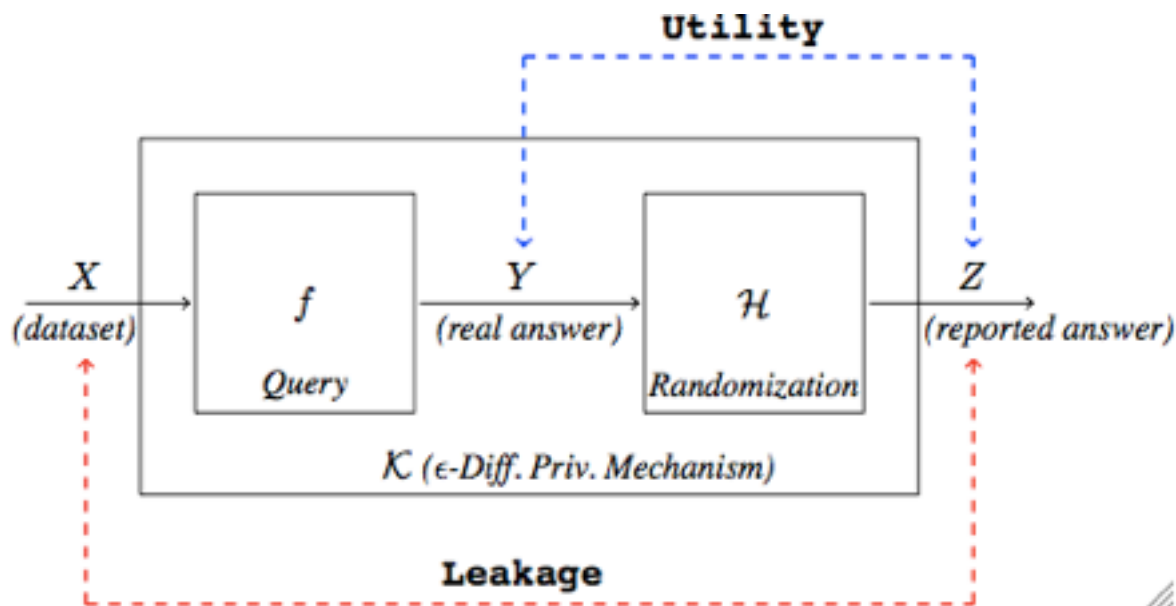 Utility
X
Y
Z
f
ℋ
(dataset)
(real answer)
(reported answer)
Query
Randomization
𝒦 (ϵ-Diff. Priv. Mechanism)
Leakage